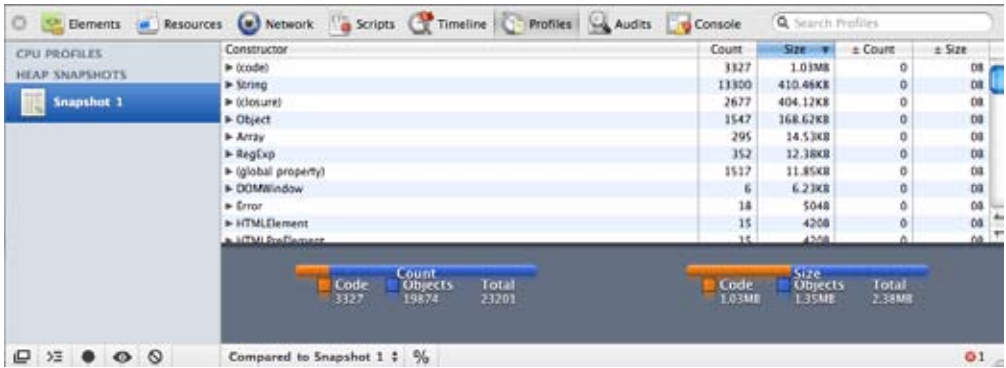 Elements Resources Network Scripts Timeline Profiles Audits Console Search Profiles
CPU PROFILES
HEAP SNAPSHOTS
Snapshot 1
Constructor Count Size ± Count ± Size
(code) 3327 1.03MB 0 0B
String 13300 410.46KB 0 0B
(closure) 2677 404.12KB 0 0B
Object 1547 168.62KB 0 0B
Array 295 14.53KB 0 0B
RegExp 352 12.38KB 0 0B
(global property) 1517 11.85KB 0 0B
DOMWindow 6 6.23KB 0 0B
Error 18 504B 0 0B
HTMLElement 15 420B 0 0B
HTMLPreElement 15 420B 0 0B
Count
Code Objects Total
3327 19874 23201
Size
Code Objects Total
1.03MB 1.35MB 2.38MB
Compared to Snapshot 1 % 1